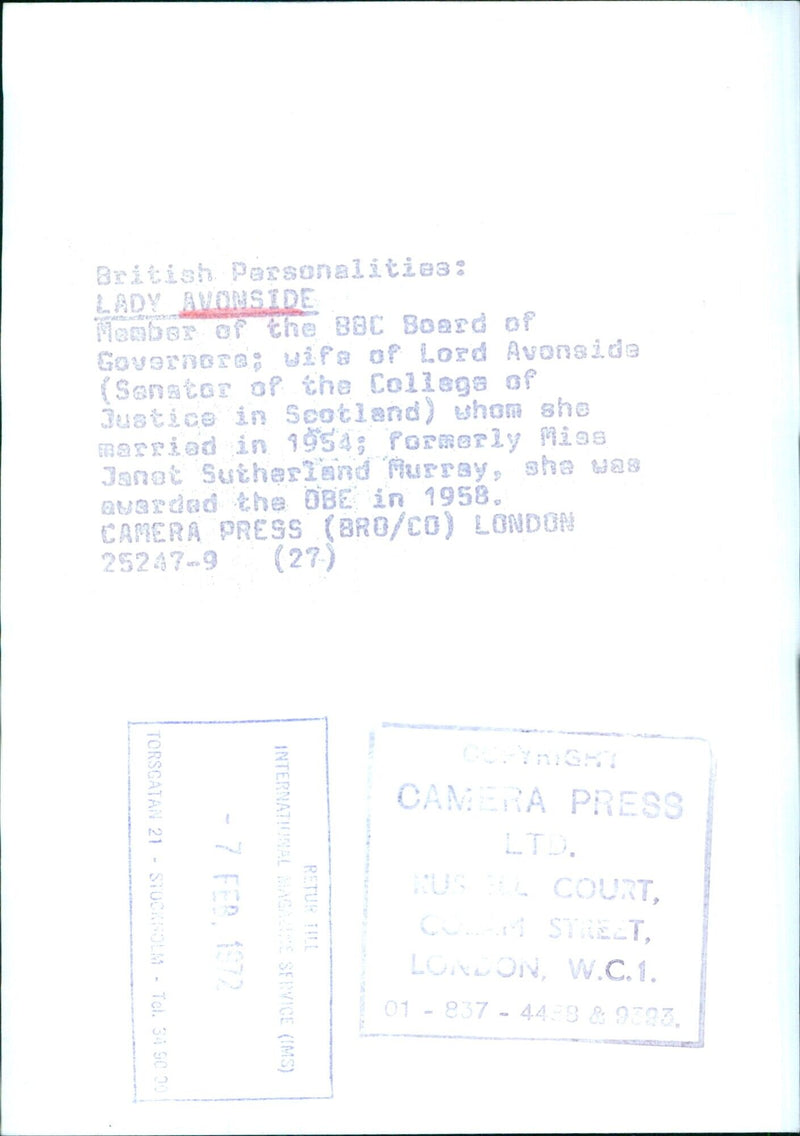 British Personalities:
LADY AVONSIDE
Member of the BBC Board of
Governors; wife of Lord Avonside
(Senator of the College of
Justice in Scotland) whom she
married in 1954; formerly Miss
Janet Sutherland Murray, she was
awarded the OBE in 1958.
CAMERA PRESS (BRO/CO) LONDON
25247-9 (27)
RETUR TILL
INTERNATIONAL MAGAZINE SERVICE (IMS)
- 7 FEB. 1972
TORSGATAN 21 - STOCKHOLM - Tel. 34 90 00
COPYRIGHT
CAMERA PRESS
LTD.
RUSSELL COURT,
CORAM STREET,
LONDON, W.C.1.
01 - 837 - 4488 & 9393.